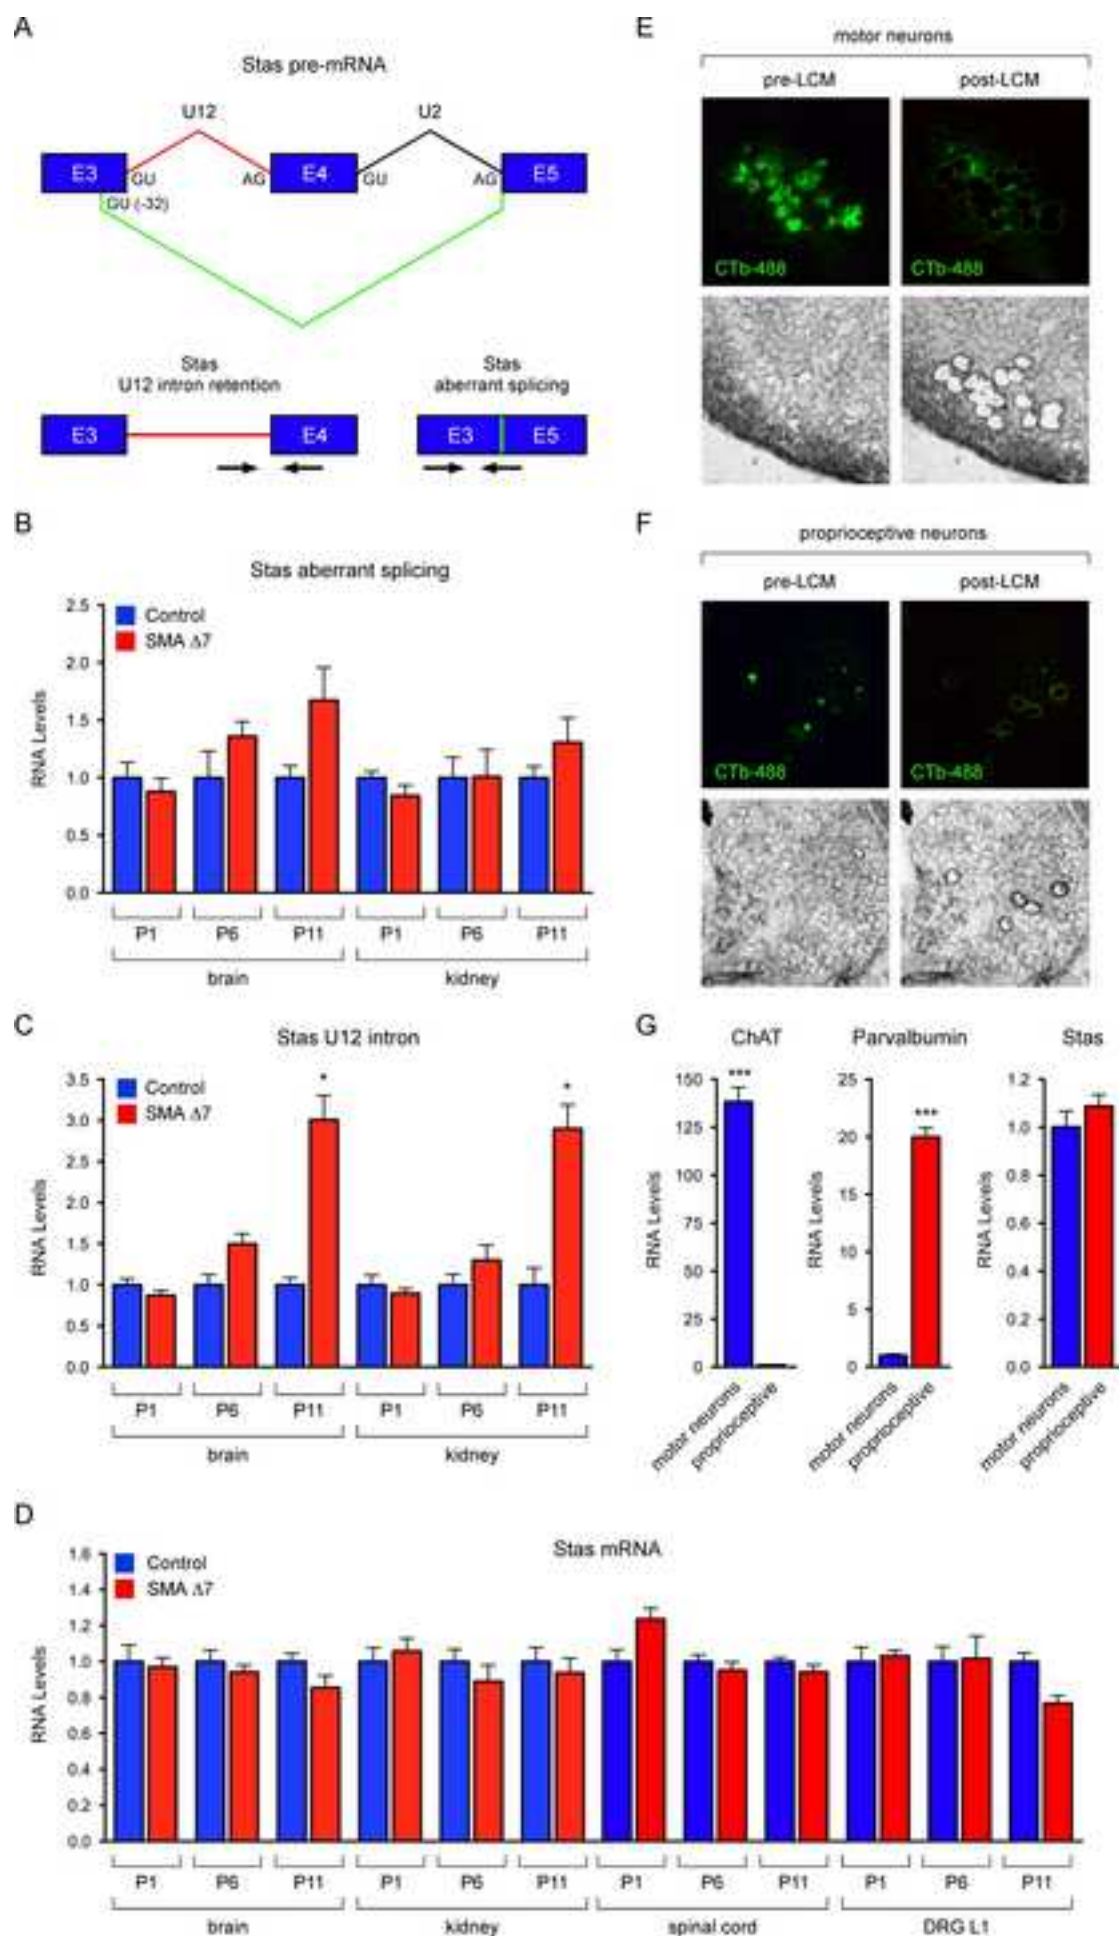 A
Stas pre-mRNA
U12
U2
E3
GU
AG
E4
GU
AG
E5
GU (-32)
Stas
U12 intron retention
Stas
aberrant splicing
E3
E4
E3
E5
B
Stas aberrant splicing
Control
SMA Δ7
RNA Levels
2.5
2.0
1.5
1.0
0.5
0.0
P1
P6
P11
P1
P6
P11
brain
kidney
C
Stas U12 intron
Control
SMA Δ7
RNA Levels
3.5
3.0
2.5
2.0
1.5
1.0
0.5
0.0
*
*
P1
P6
P11
P1
P6
P11
brain
kidney
D
Stas mRNA
Control
SMA Δ7
RNA Levels
1.6
1.4
1.2
1.0
0.8
0.6
0.4
0.2
0.0
P1
P6
P11
P1
P6
P11
P1
P6
P11
P1
P6
P11
brain
kidney
spinal cord
DRG L1
E
motor neurons
pre-LCM
post-LCM
CTb-488
CTb-488
F
proprioceptive neurons
pre-LCM
post-LCM
CTb-488
CTb-488
G
ChAT
RNA Levels
150
125
100
75
50
25
0
***
motor neurons
proprioceptive
Parvalbumin
RNA Levels
25
20
15
10
5
0
***
motor neurons
proprioceptive
Stas
RNA Levels
1.2
1.0
0.8
0.6
0.4
0.2
0.0
motor neurons
proprioceptive